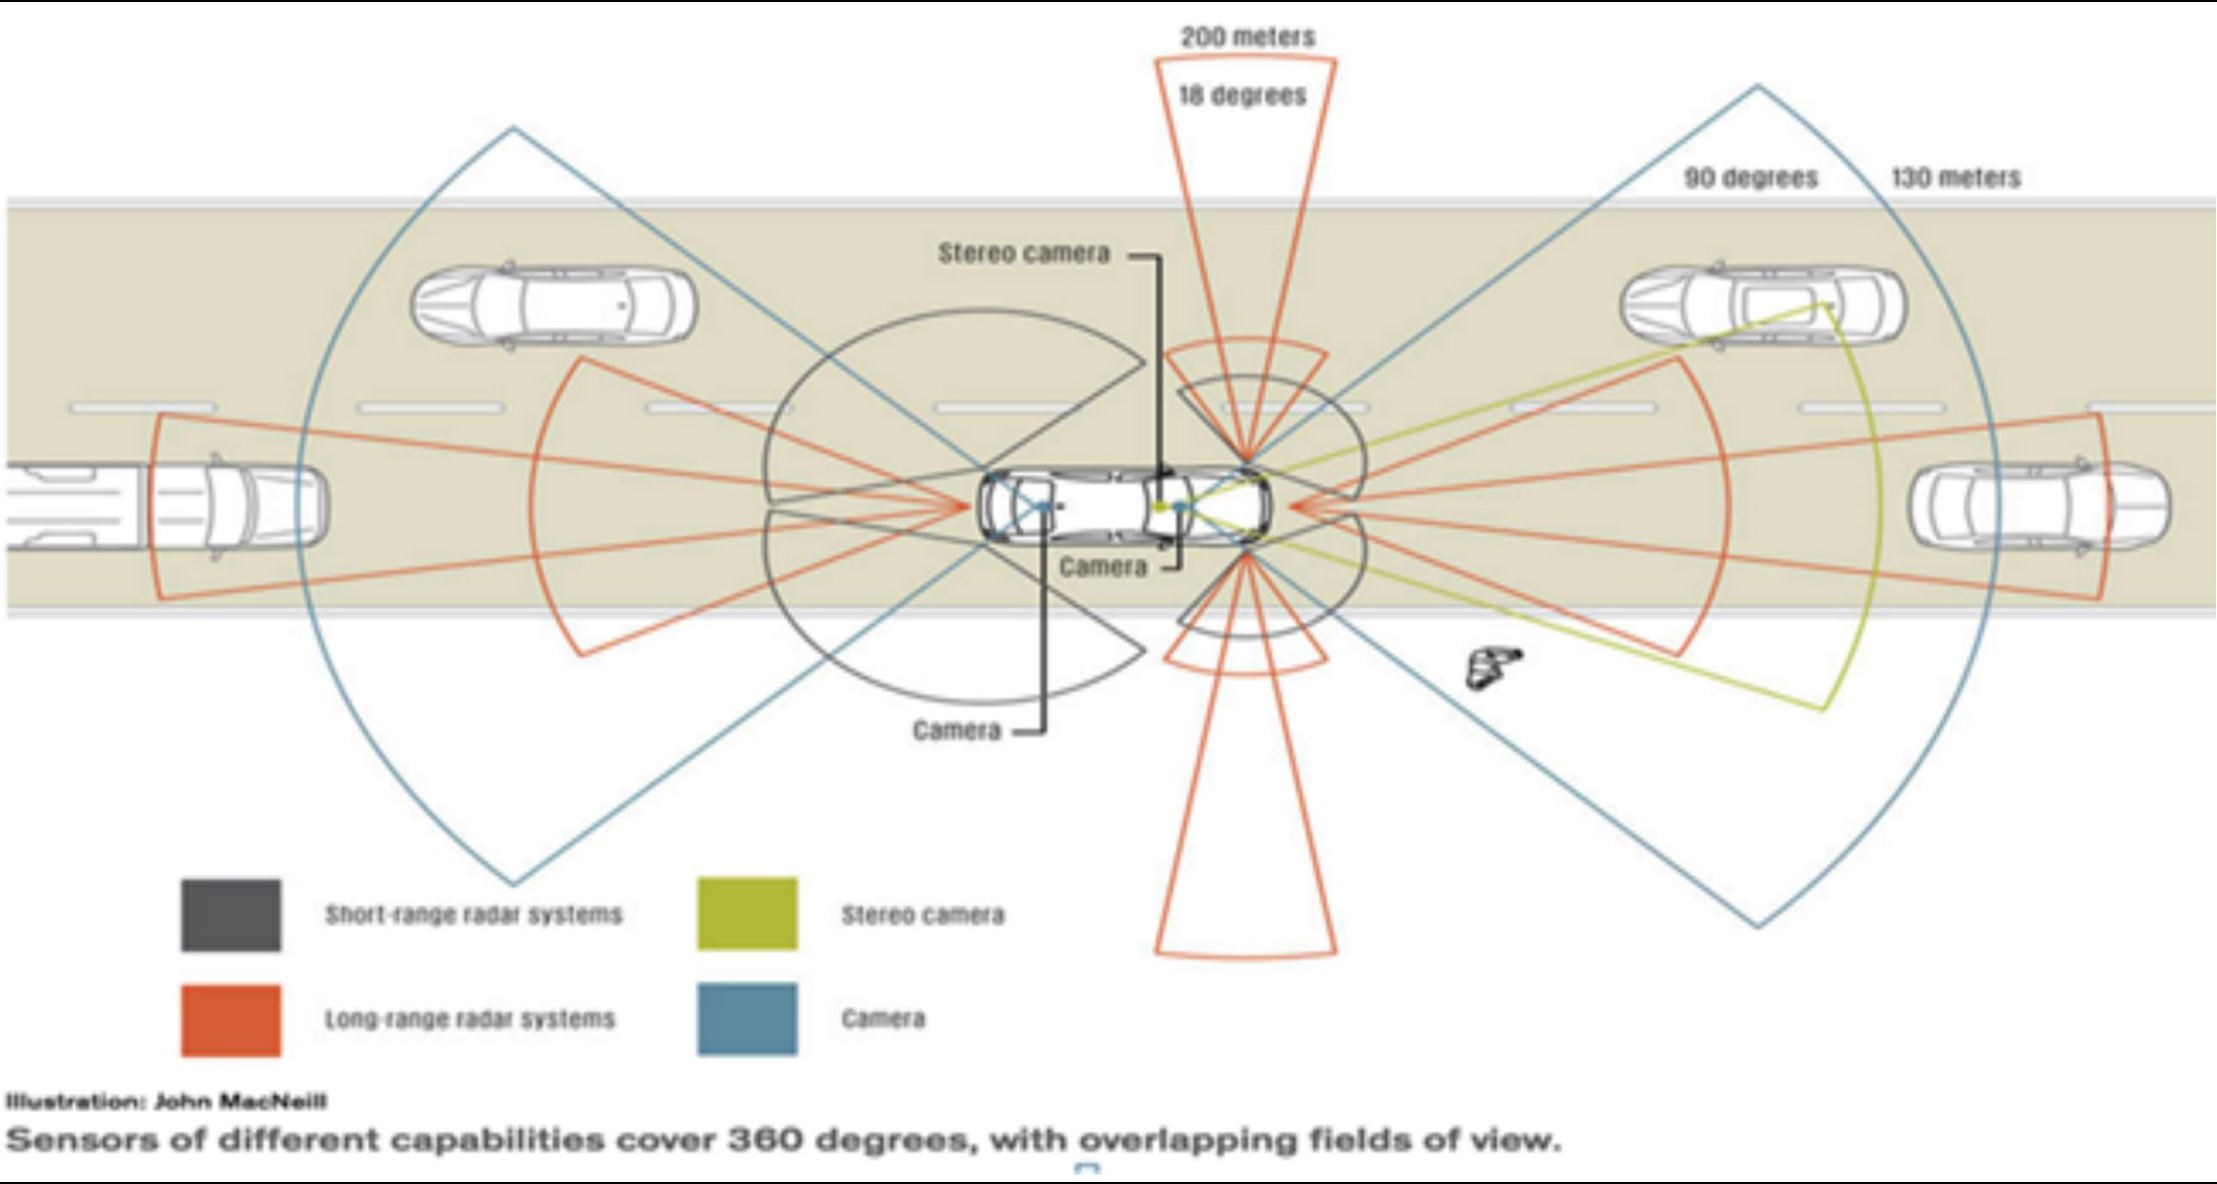 200 meters
18 degrees
90 degrees
130 meters
Stereo camera
Camera
Camera
Short-range radar systems
Stereo camera
Long-range radar systems
Camera
Illustration: John MacNeill
Sensors of different capabilities cover 360 degrees, with overlapping fields of view.